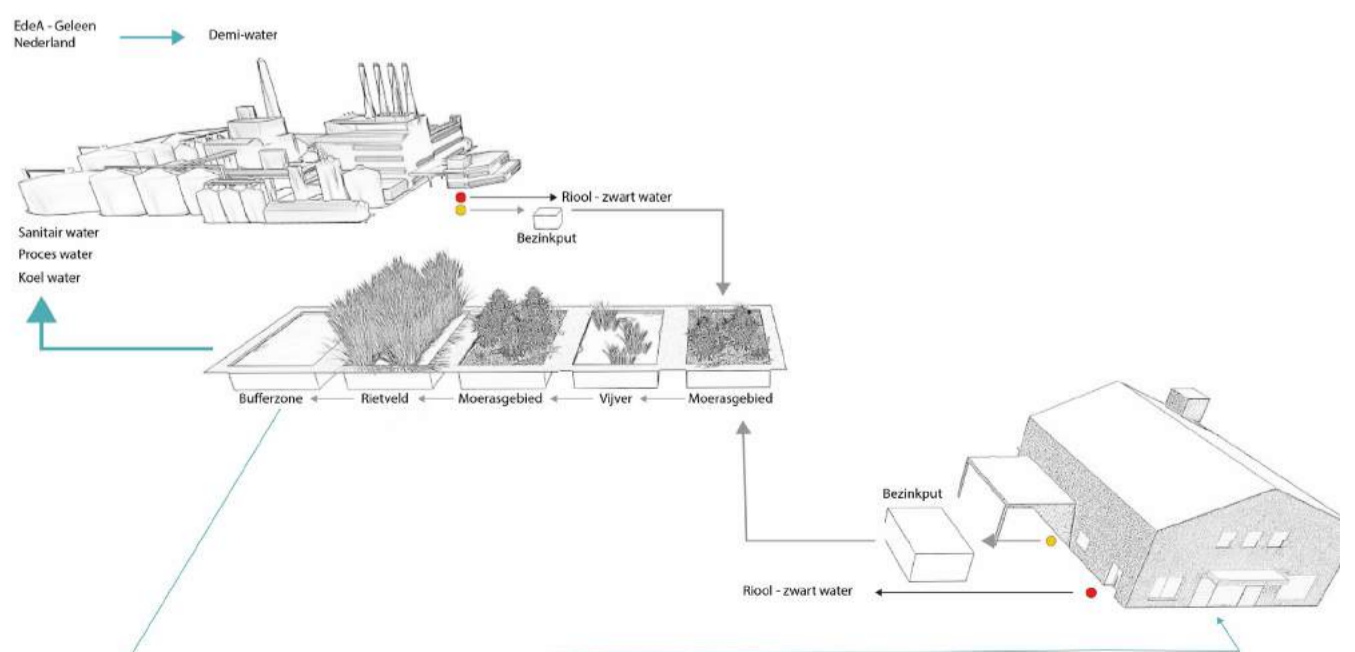 EdeA - Geleen
Nederland
Demi-water
Riool - zwart water
Bezinkput
Sanitair water
Proces water
Koel water
Bufferzone
Rietveld
Moerasgebied
Vijver
Moerasgebied
Bezinkput
Riool - zwart water